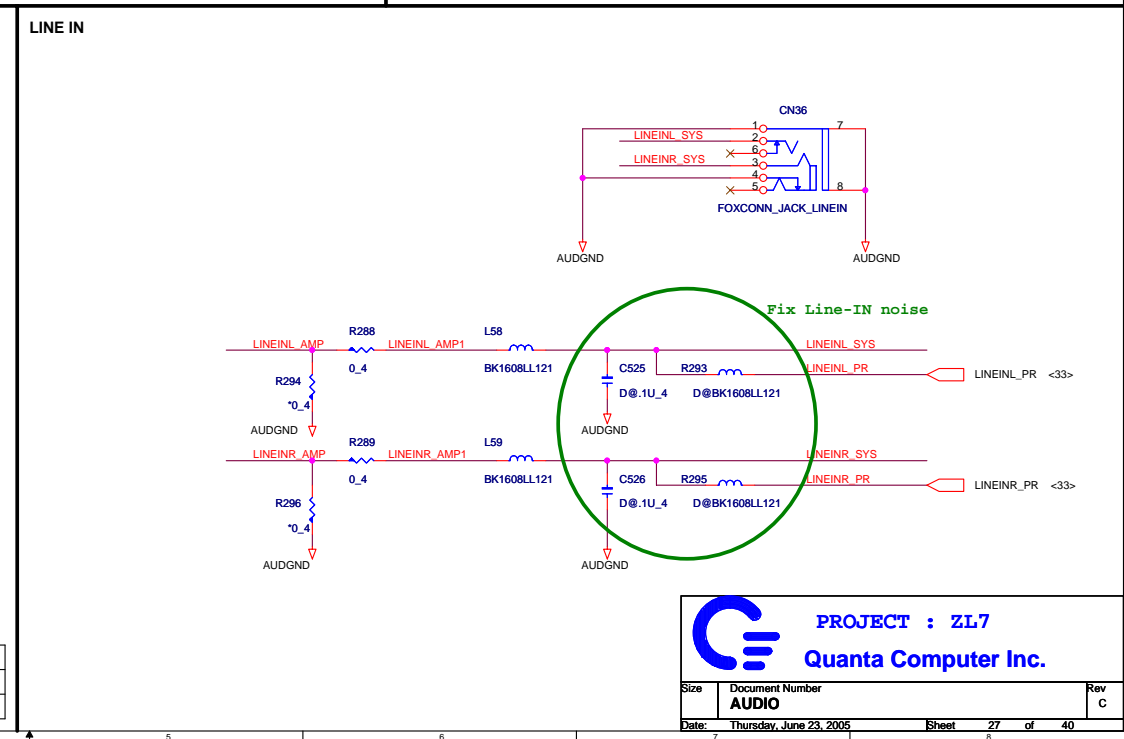 LINE IN
CN36
1
7
LINEINL_SYS
2
6
LINEINR_SYS
3
4
5
8
FOXCONN_JACK_LINEIN
AUDGND
AUDGND
Fix Line-IN noise
R288
L58
LINEINL_AMP
LINEINL_AMP1
LINEINL_SYS
0_4
BK1608LL121
C525
R293
LINEINL_PR
LINEINL_PR <33>
R294
D@.1U_4
D@BK1608LL121
*0_4
AUDGND
AUDGND
R289
L59
LINEINR_AMP
LINEINR_AMP1
LINEINR_SYS
0_4
BK1608LL121
C526
R295
LINEINR_PR
LINEINR_PR <33>
R296
D@.1U_4
D@BK1608LL121
*0_4
AUDGND
AUDGND
PROJECT : ZL7
Quanta Computer Inc.
Size
Document Number
Rev
AUDIO
C
Date: Thursday, June 23, 2005
Sheet 27 of 40
5
6
7
8